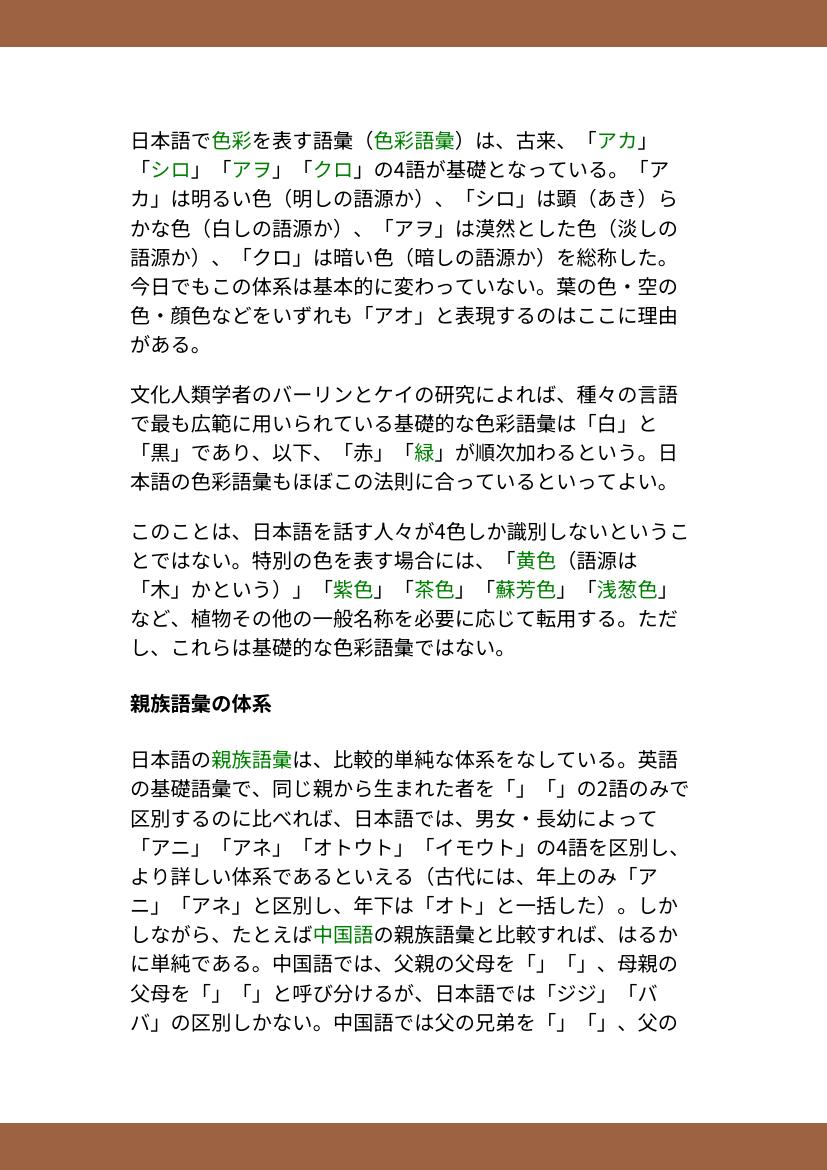 日本語で色彩を表す語彙（色彩語彙）は、古来、「アカ」
「シロ」「アヲ」「クロ」の4語が基礎となっている。「ア
カ」は明るい色（明しの語源か）、「シロ」は顕（あき）ら
かな色（白しの語源か）、「アヲ」は漠然とした色（淡しの
語源か）、「クロ」は暗い色（暗しの語源か）を総称した。
今日でもこの体系は基本的に変わっていない。葉の色・空の
色・顔色などをいずれも「アオ」と表現するのはここに理由
がある。
文化人類学者のバーリンとケイの研究によれば、種々の言語
で最も広範に用いられている基礎的な色彩語彙は「白」と
「黒」であり、以下、「赤」「緑」が順次加わるという。日
本語の色彩語彙もほぼこの法則に合っているといってよい。
このことは、日本語を話す人々が4色しか識別しないというこ
とではない。特別の色を表す場合には、「黄色（語源は
「木」かという）」「紫色」「茶色」「蘇芳色」「浅葱色」
など、植物その他の一般名称を必要に応じて転用する。ただ
し、これらは基礎的な色彩語彙ではない。
親族語彙の体系
日本語の親族語彙は、比較的単純な体系をなしている。英語
の基礎語彙で、同じ親から生まれた者を「」「」の2語のみで
区別するのに比べれば、日本語では、男女・長幼によって
「アニ」「アネ」「オトウト」「イモウト」の4語を区別し、
より詳しい体系であるといえる（古代には、年上のみ「ア
ニ」「アネ」と区別し、年下は「オト」と一括した）。しか
しながら、たとえば中国語の親族語彙と比較すれば、はるか
に単純である。中国語では、父親の父母を「」「」、母親の
父母を「」「」と呼び分けるが、日本語では「ジジ」「バ
バ」の区別しかない。中国語では父の兄弟を「」「」、父の